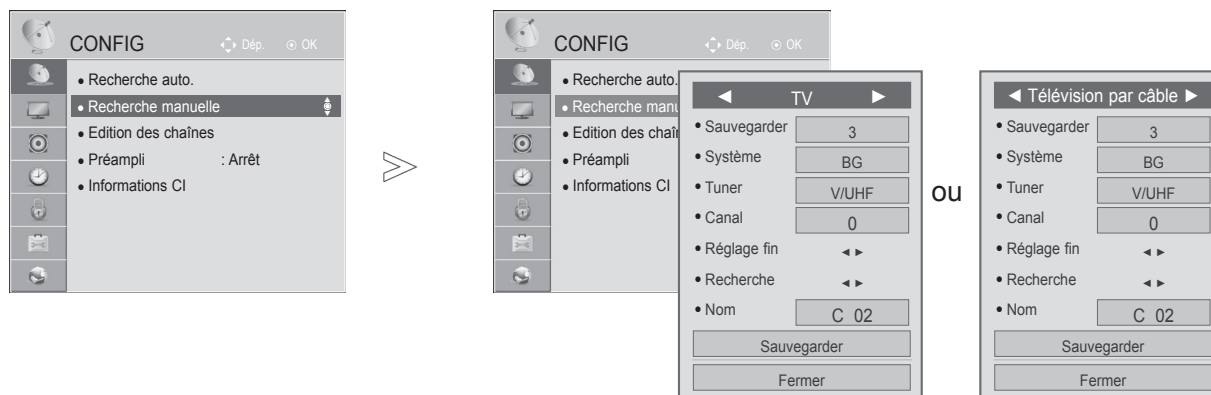 CONFIG Dép. OK
Recherche auto.
Recherche manuelle
Edition des chaînes
Préampli : Arrêt
Informations CI
CONFIG Dép. OK
Recherche auto.
Recherche manu
Edition des chaîn
Préampli
Informations CI
◄ TV ►
Sauvegarder 3
Système BG
Tuner V/UHF
Canal 0
Réglage fin ◄ ►
Recherche ◄ ►
Nom C 02
Sauvegarder
Fermer
ou
◄ Télévision par câble ►
Sauvegarder 3
Système BG
Tuner V/UHF
Canal 0
Réglage fin ◄ ►
Recherche ◄ ►
Nom C 02
Sauvegarder
Fermer